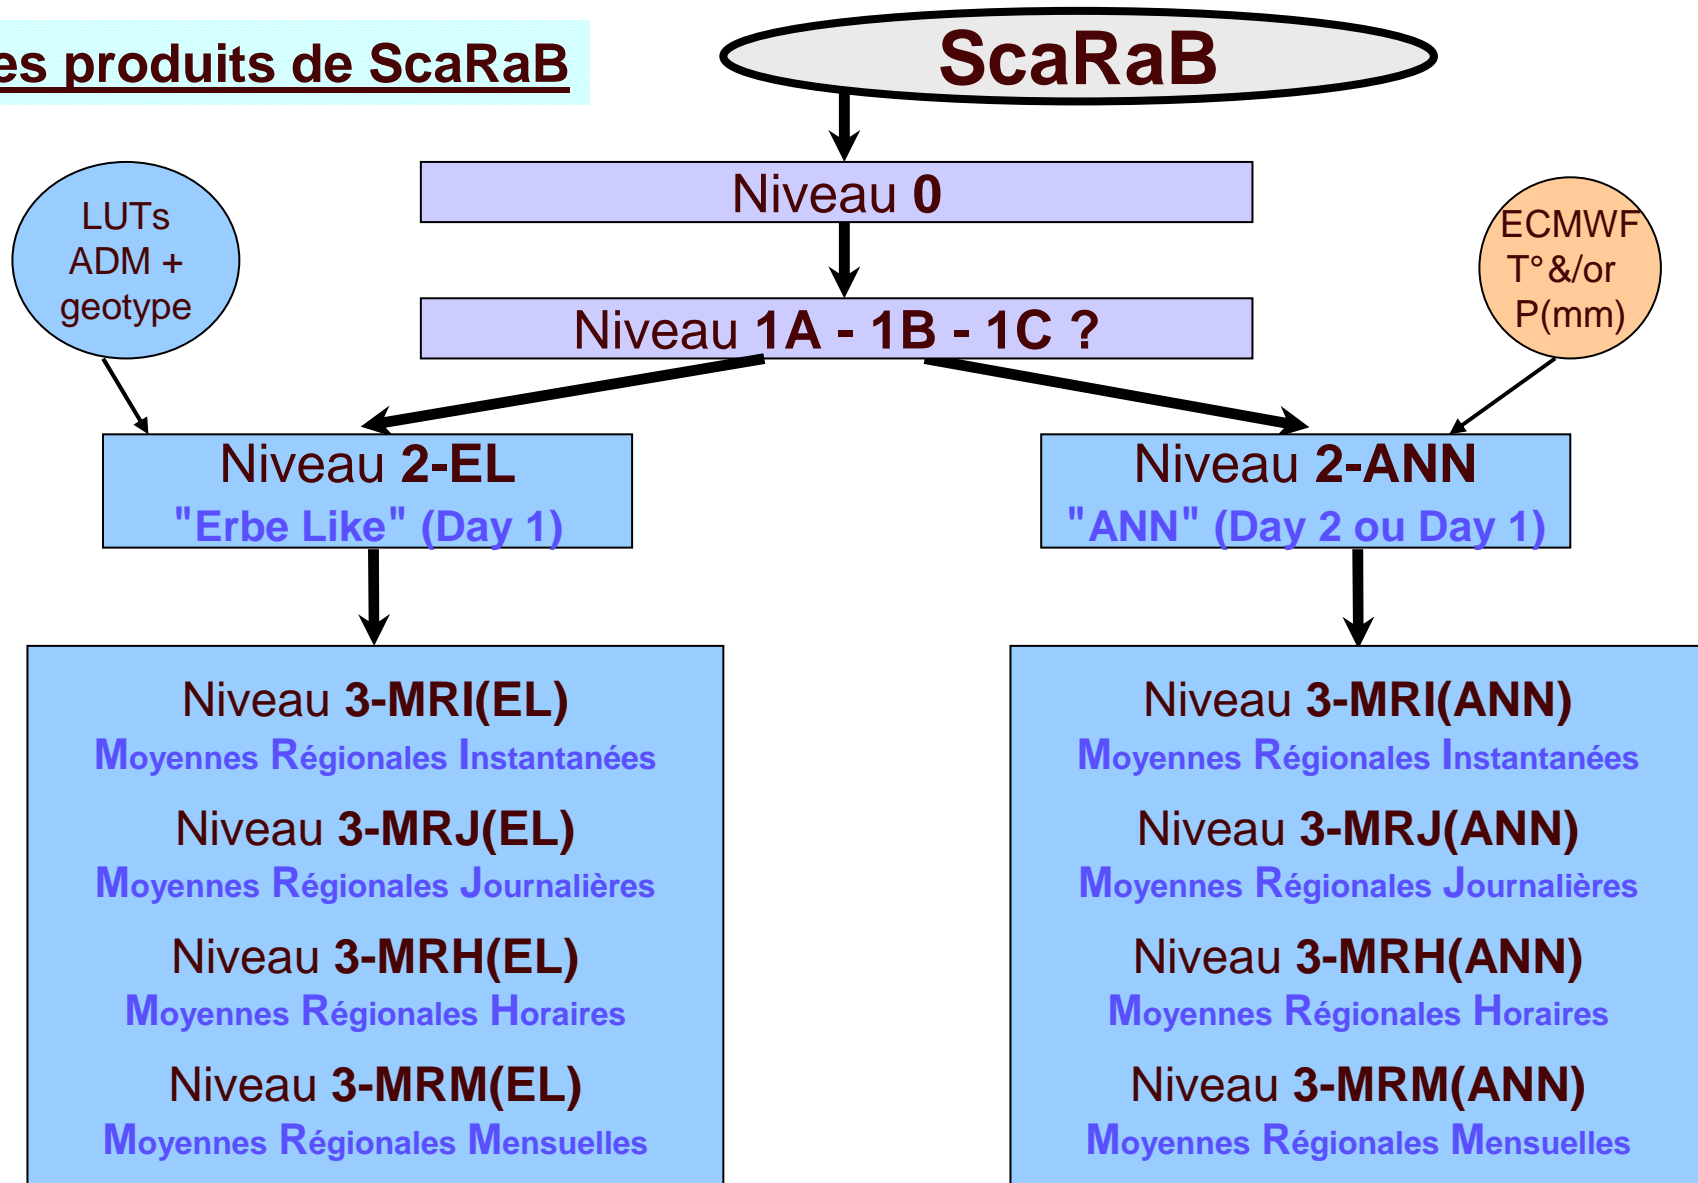 es produits de ScaRaB
ScaRaB
Niveau 0
LUTs
ADM +
geotype
ECMWF
T° &/or
P(mm)
Niveau 1A - 1B - 1C ?
Niveau 2-EL
"Erbe Like" (Day 1)
Niveau 2-ANN
"ANN" (Day 2 ou Day 1)
Niveau 3-MRI(EL)
Moyennes Régionales Instantanées
Niveau 3-MRJ(EL)
Moyennes Régionales Journalières
Niveau 3-MRH(EL)
Moyennes Régionales Horaires
Niveau 3-MRM(EL)
Moyennes Régionales Mensuelles
Niveau 3-MRI(ANN)
Moyennes Régionales Instantanées
Niveau 3-MRJ(ANN)
Moyennes Régionales Journalières
Niveau 3-MRH(ANN)
Moyennes Régionales Horaires
Niveau 3-MRM(ANN)
Moyennes Régionales Mensuelles